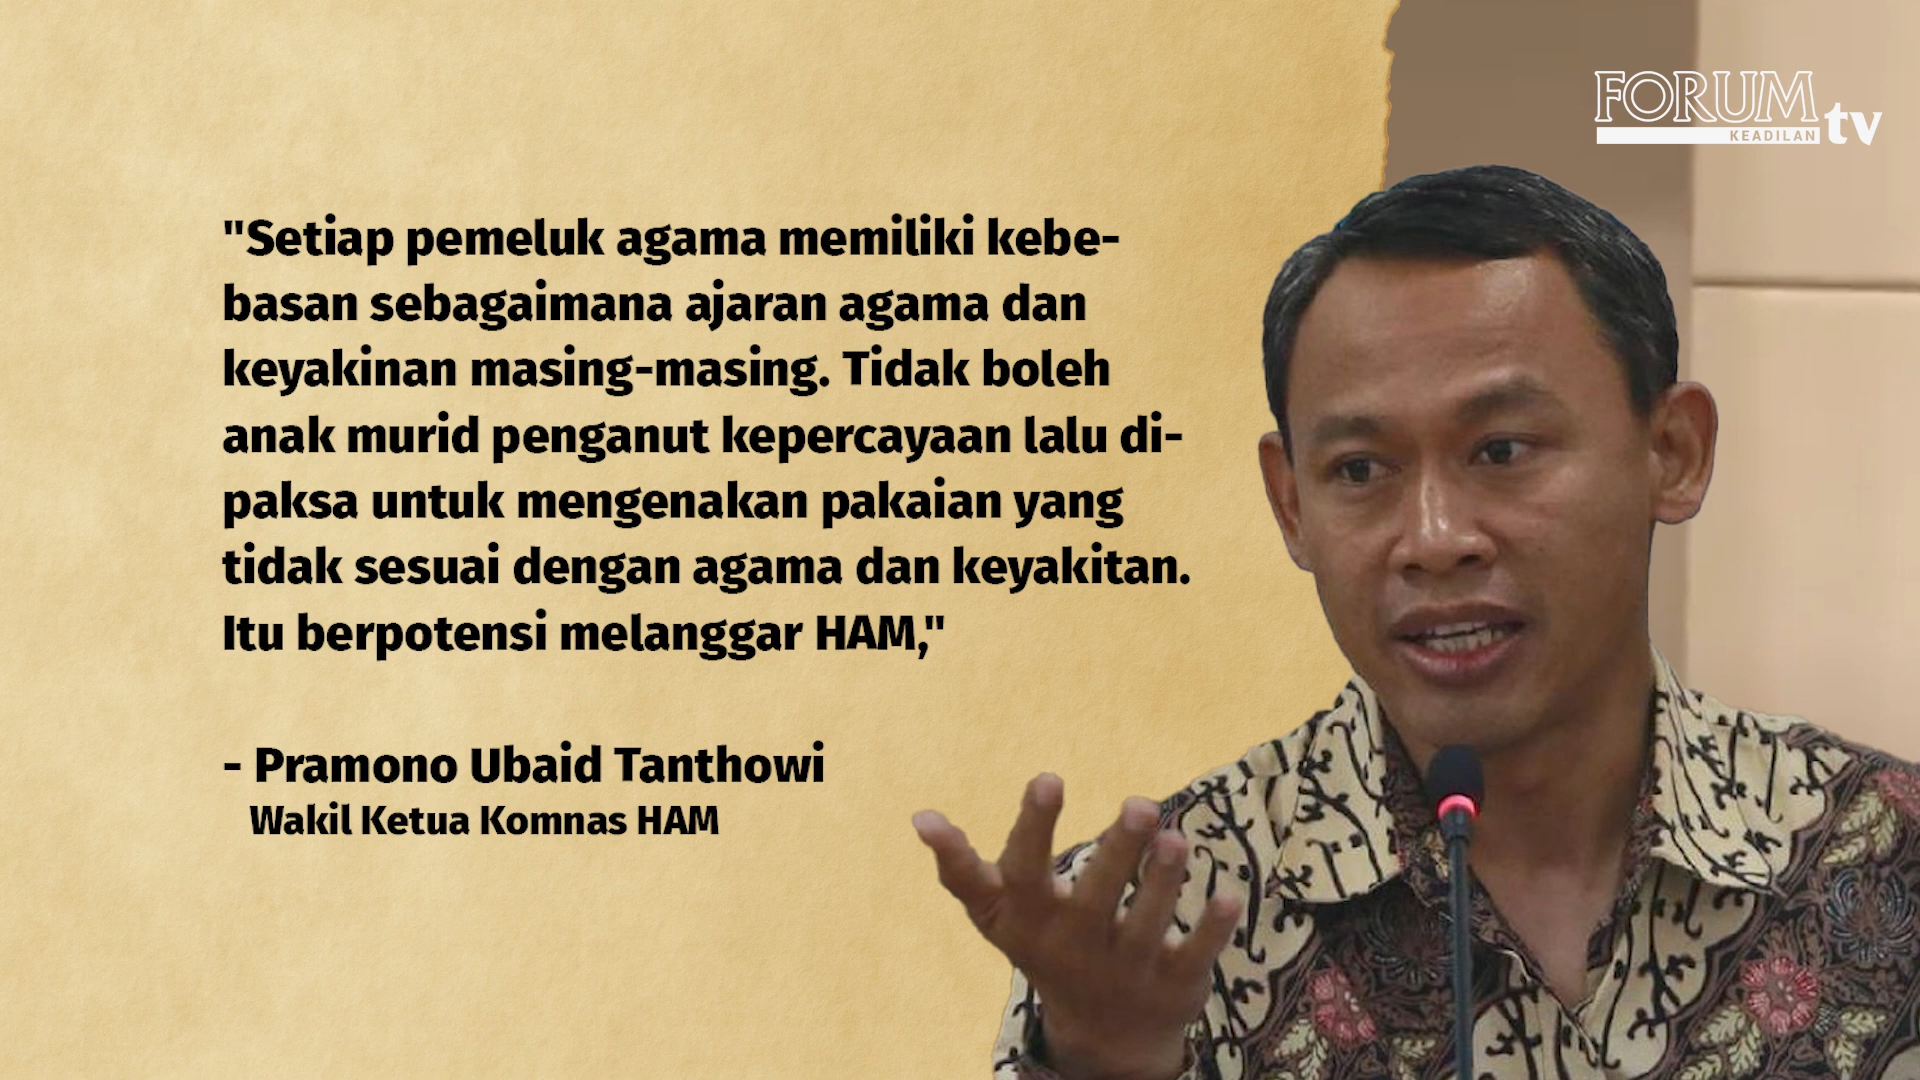 FORUM
KEADILAN
tv
"Setiap pemeluk agama memiliki kebe-
basan sebagaimana ajaran agama dan
keyakinan masing-masing. Tidak boleh
anak murid penganut kepercayaan lalu di-
paksa untuk mengenakan pakaian yang
tidak sesuai dengan agama dan keyakitan.
Itu berpotensi melanggar HAM,"
- Pramono Ubaid Tanthowi
Wakil Ketua Komnas HAM